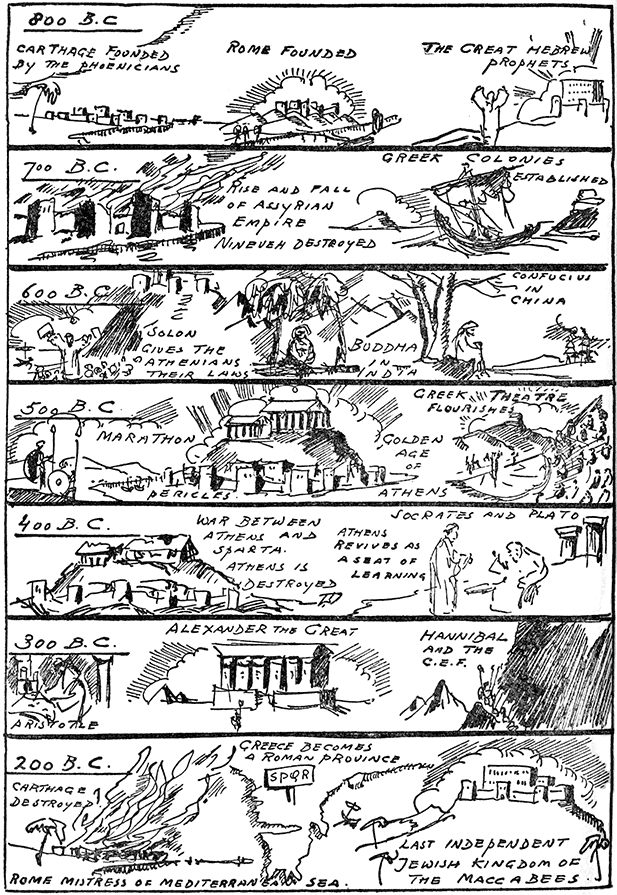 800 B.C
CARTHAGE FOUNDED
BY THE PHOENICIANS
ROME FOUNDED
THE GREAT HEBREW
PROPHETS
700 B.C.
RISE AND FALL
OF ASSYRIAN
EMPIRE
NINEVEH DESTROYED
GREEK COLONIES
ESTABLISHED
600 B.C.
SOLON
GIVES THE
ATHENIANS
THEIR LAWS
BUDDHA
IN
INDIA
CONFUCIUS
IN
CHINA
500 B.C.
MARATHON
PERICLES.
GOLDEN
AGE
OF
ATHENS
GREEK THEATRE
FLOURISHES
400 B.C.
WAR BETWEEN
ATHENS AND
SPARTA.
ATHENS IS
DESTROYED
ATHENS
REVIVES AS
A SEAT OF
LEARNING
SOCRATES AND PLATO
300 B.C.
ARISTOTLE
ALEXANDER THE GREAT
HANNIBAL
AND THE
C.E.F.
200 B.C.
CARTHAGE
DESTROYED
GREECE BECOMES
A ROMAN PROVINCE
SPQR
ROME MISTRESS OF MEDITERRANEAN SEA.
LAST INDEPENDENT
JEWISH KINGDOM OF
THE MACCABEES.